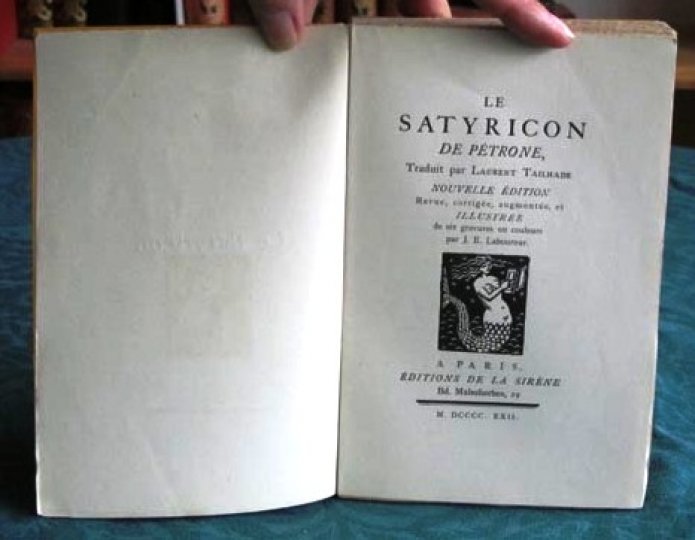 LE
SATYRICON
DE PÉTRONE,
Traduit par LAURENT TAILHADE
NOUVELLE ÉDITION
Revue, corrigée, augmentée, et
ILLUSTRÉE
de six gravures en couleurs
par J. E. Laboureur.
A PARIS,
ÉDITIONS DE LA SIRÈNE
Bd. Malesherbes, 29
M. DCCCC XXII.